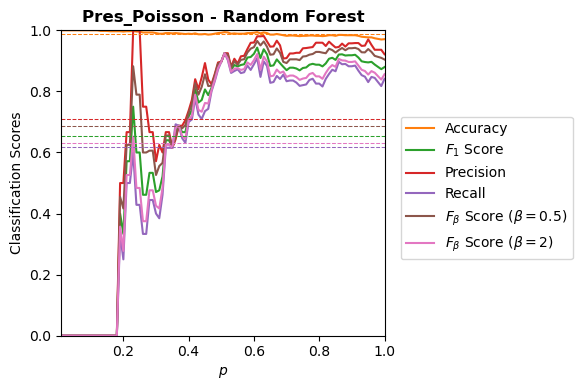 Pres_Poisson - Random Forest
Classification Scores
1.0
0.8
0.6
0.4
0.2
0.0
0.2 0.4 0.6 0.8 1.0
p
Accuracy
F₁ Score
Precision
Recall
Fβ Score (β = 0.5)
Fβ Score (β = 2)